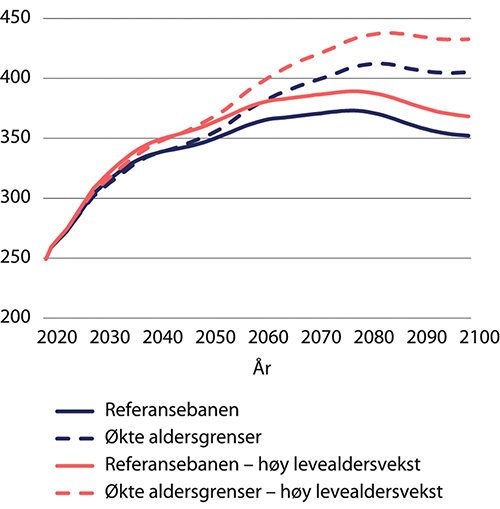 450
400
350
300
250
200
2020 2030 2040 2050 2060 2070 2080 2090 2100
År
Referansebanen
Økte aldersgrenser
Referansebanen – høy levealdersvekst
Økte aldersgrenser – høy levealdersvekst